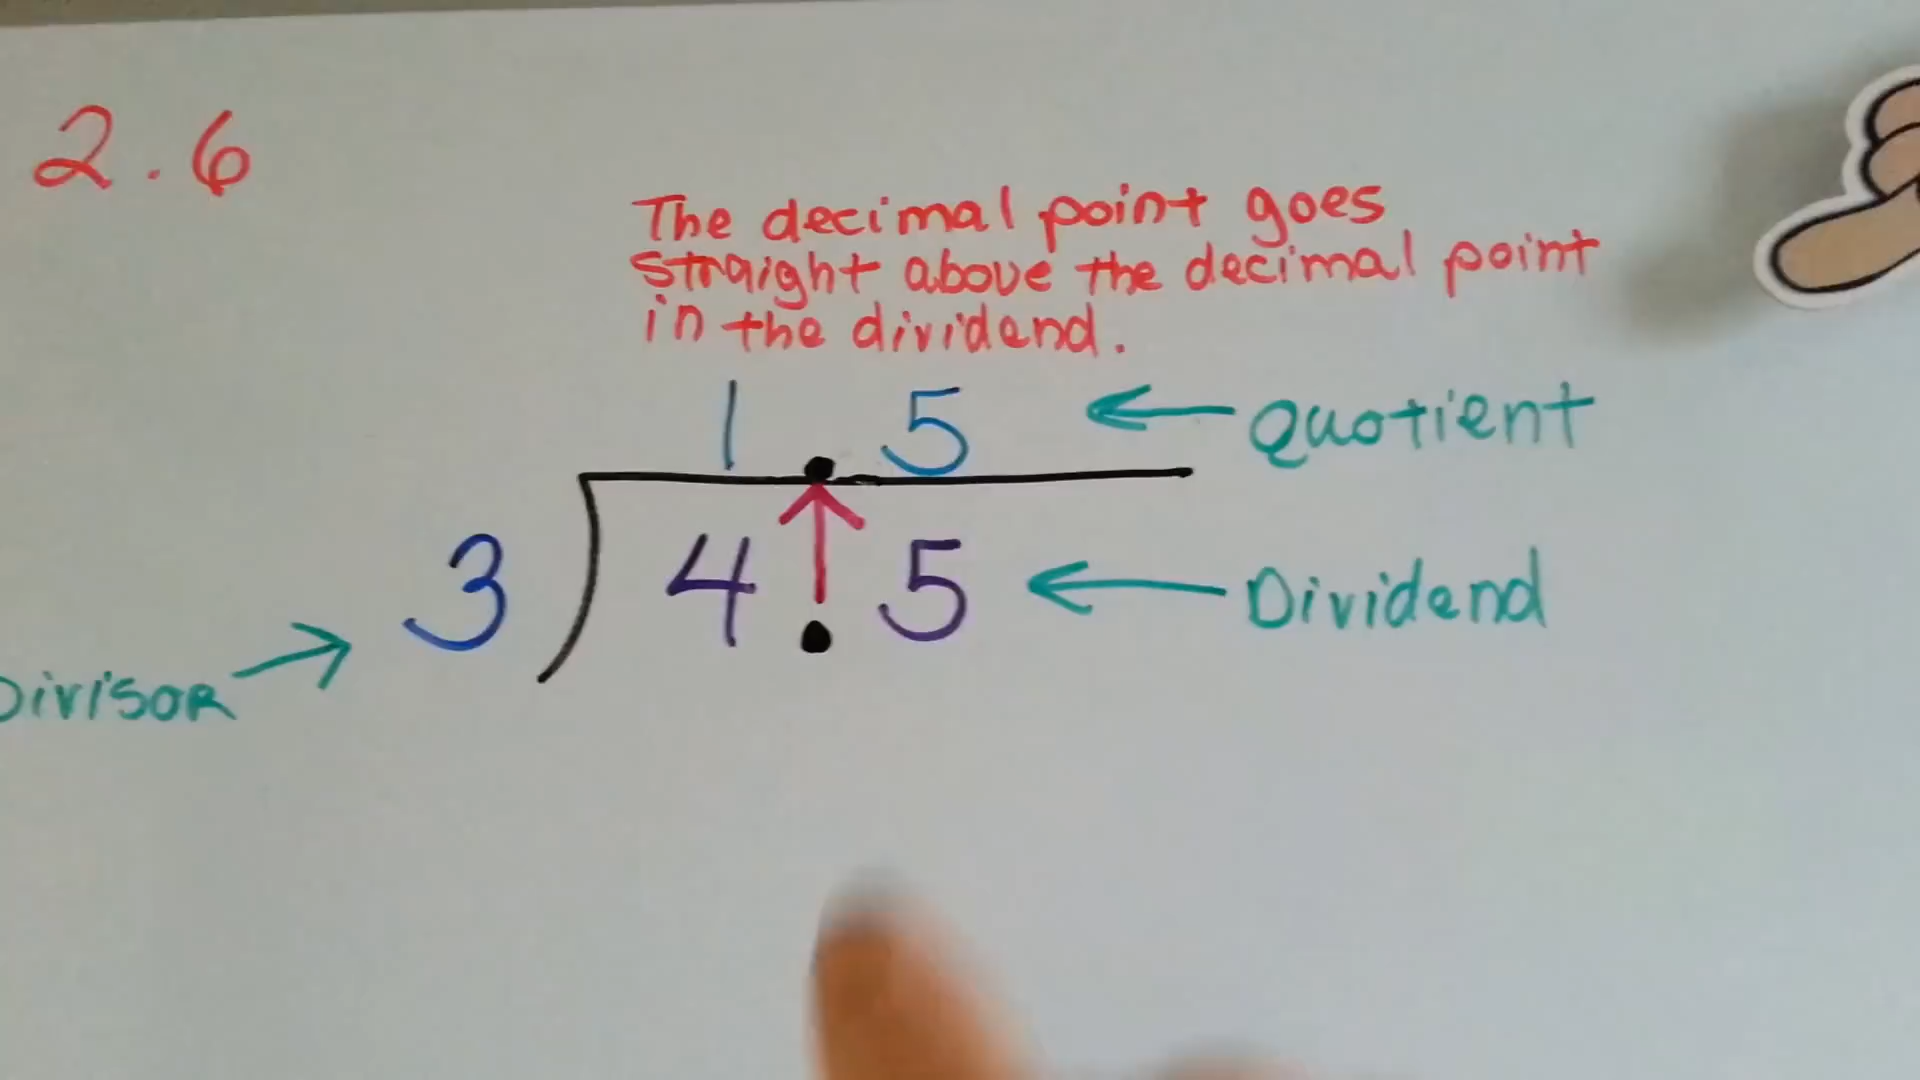 2.6
The decimal point goes
straight above the decimal point
in the dividend.
1.5 ← Quotient
3 4.5 ← Dividend
Divisor →